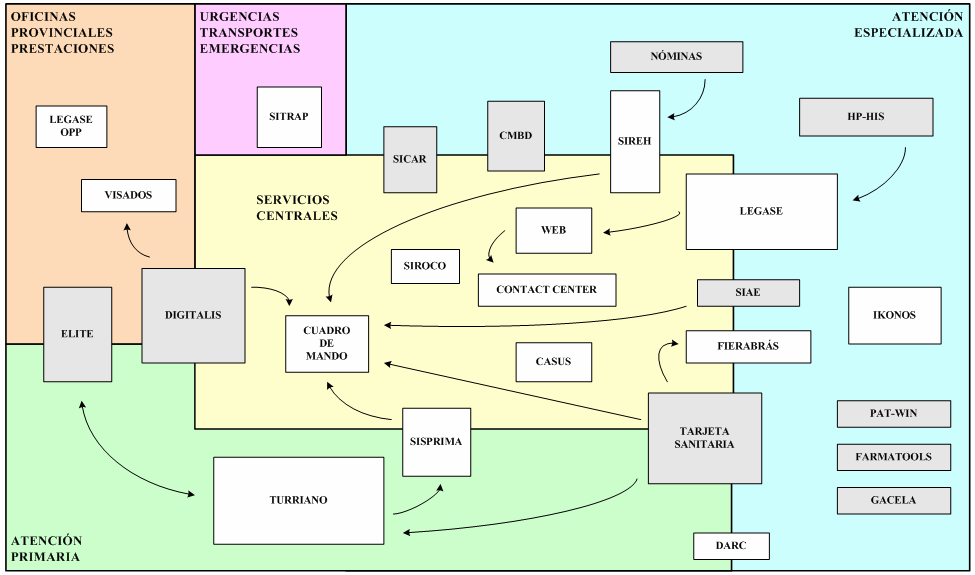 OFICINAS
PROVINCIALES
PRESTACIONES
URGENCIAS
TRANSPORTES
EMERGENCIAS
ATENCIÓN
ESPECIALIZADA
NÓMINAS
LEGASE
OPP
SITRAP
SICAR
CMBD
SIREH
HP-HIS
VISADOS
SERVICIOS
CENTRALES
WEB
LEGASE
SIROCO
CONTACT CENTER
SIAE
ELITE
DIGITALIS
CUADRO
DE
MANDO
CASUS
FIERABRÁS
IKONOS
SISPRIMA
TARJETA
SANITARIA
PAT-WIN
FARMATOOLS
GACELA
TURRIANO
DARC
ATENCIÓN
PRIMARIA